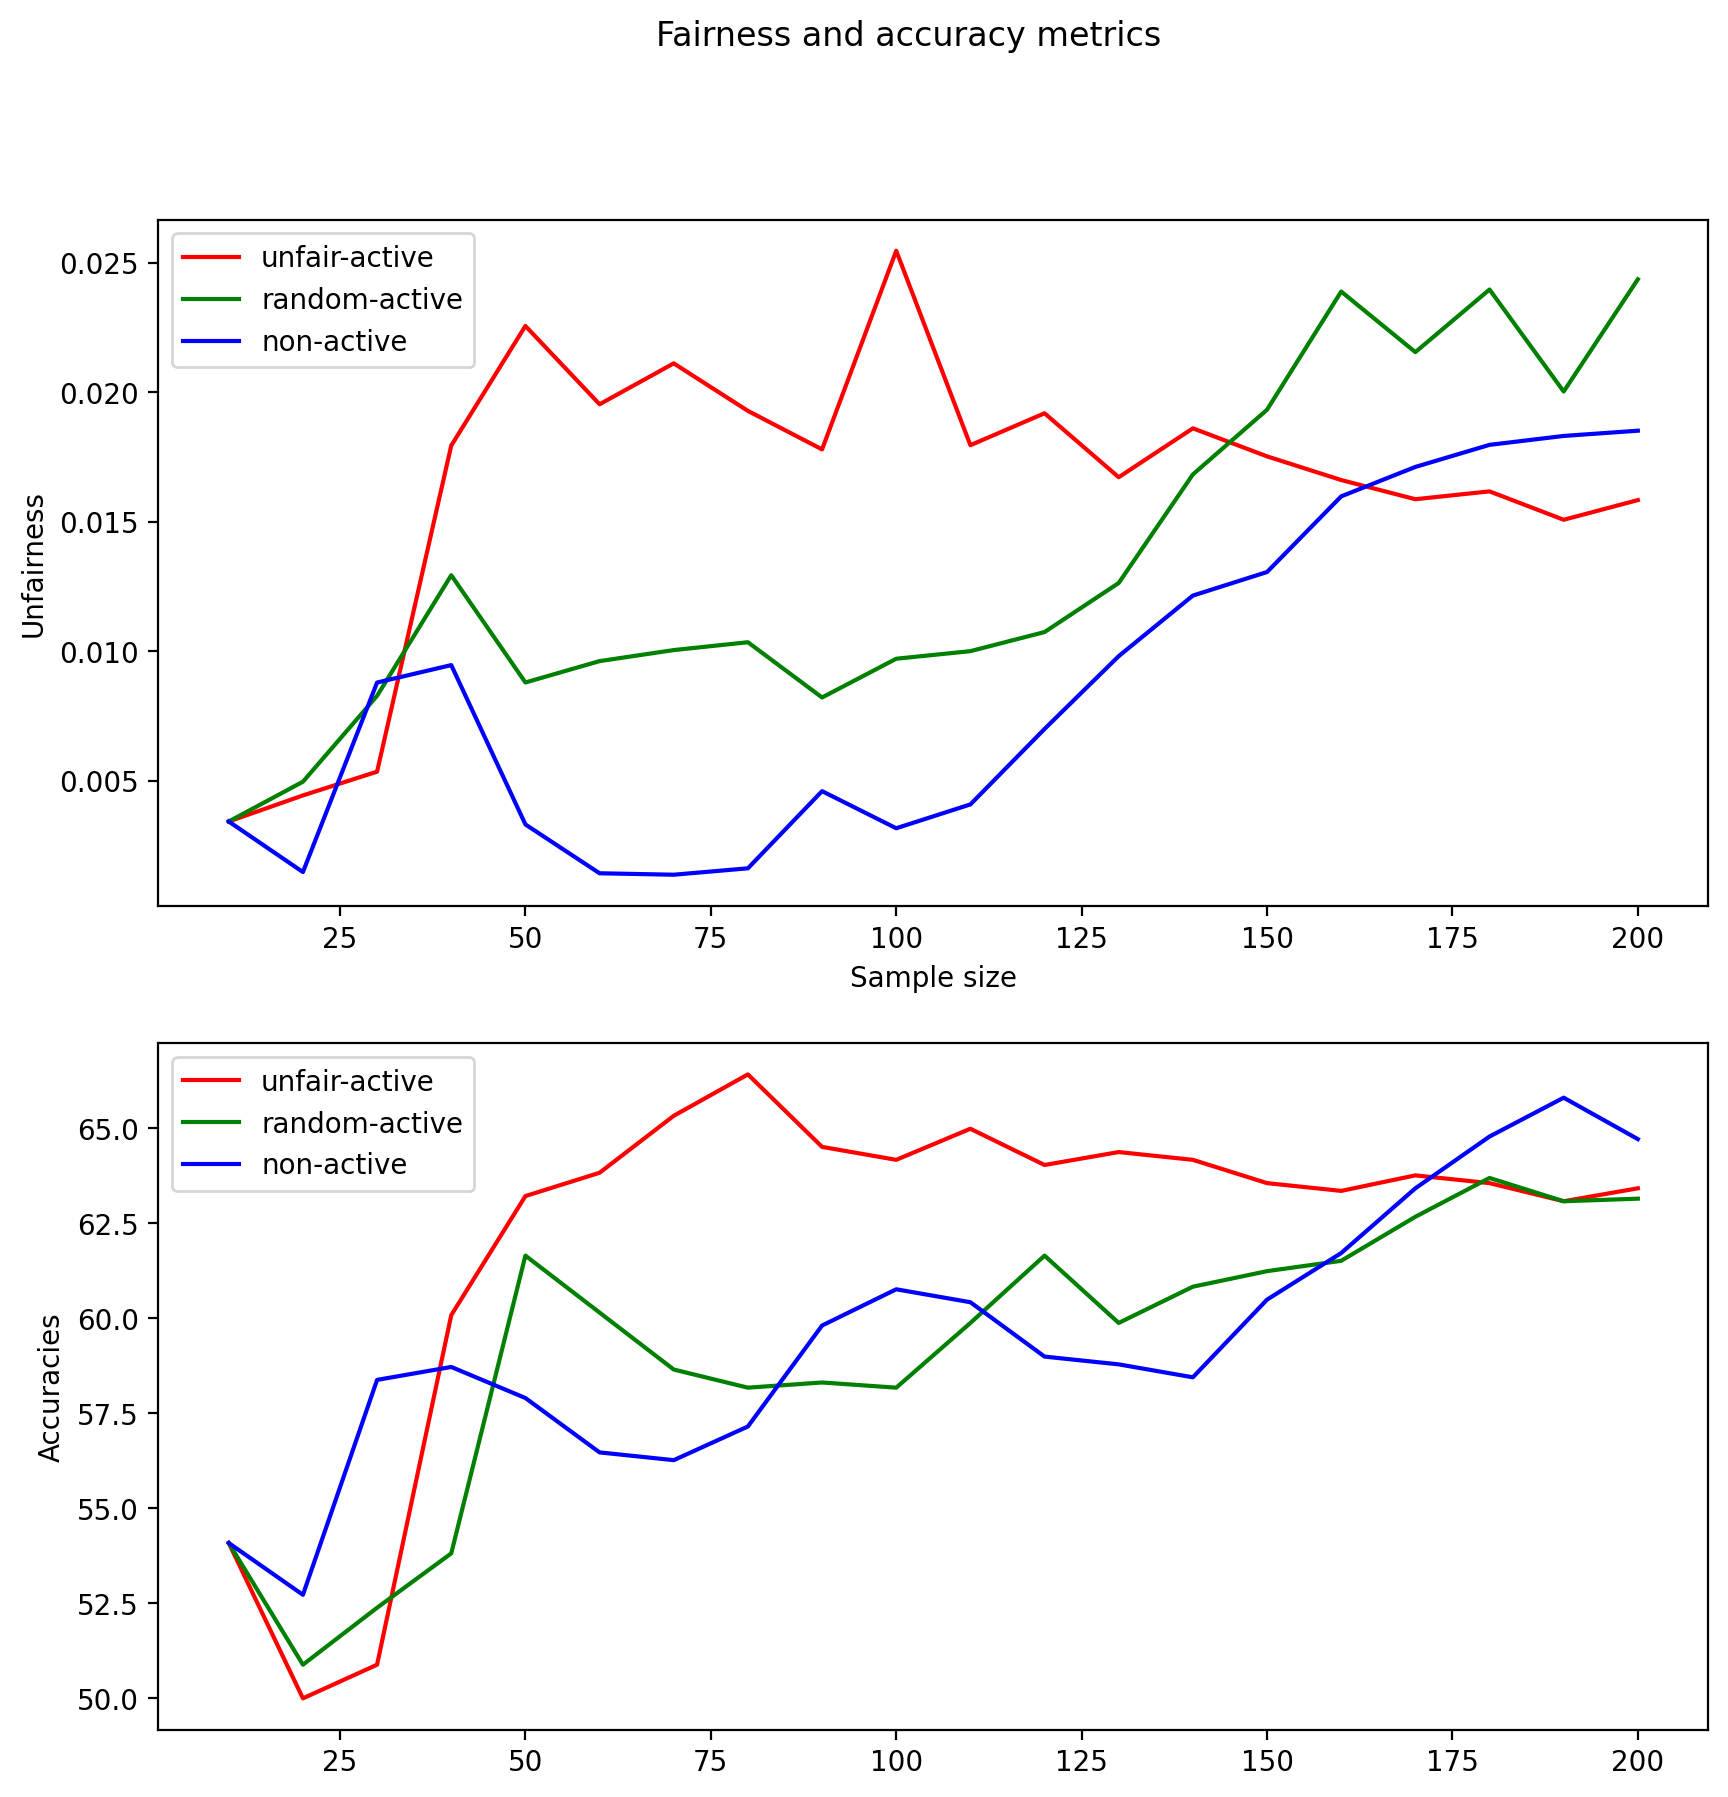 Fairness and accuracy metrics
unfair-active
random-active
non-active
0.025
0.020
0.015
0.010
0.005
Unfairness
25 50 75 100 125 150 175 200
Sample size
unfair-active
random-active
non-active
65.0
62.5
60.0
57.5
55.0
52.5
50.0
Accuracies
25 50 75 100 125 150 175 200